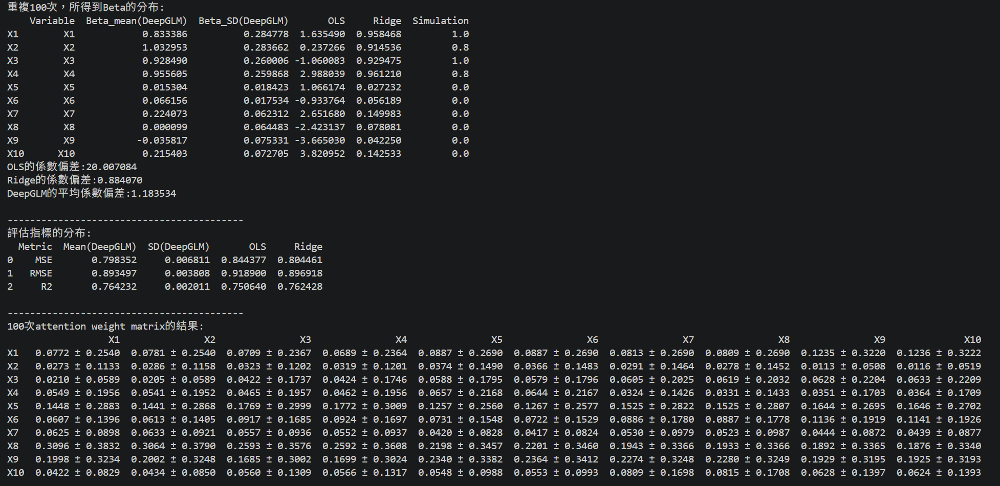 重複100次，所得到Beta的分布:
    Variable  Beta_mean(DeepGLM)  Beta_SD(DeepGLM)       OLS     Ridge  Simulation
X1        X1            0.833386          0.284778  1.635490  0.958468         1.0
X2        X2            1.032953          0.283662  0.237266  0.914536         0.8
X3        X3            0.928490          0.260006 -1.060083  0.929475         1.0
X4        X4            0.955605          0.259868  2.988039  0.961210         0.8
X5        X5            0.015304          0.018423  1.066174  0.027232         0.0
X6        X6            0.066156          0.017534 -0.933764  0.056189         0.0
X7        X7            0.224073          0.062312  2.651680  0.149983         0.0
X8        X8            0.000099          0.064483 -2.423137  0.078081         0.0
X9        X9           -0.035817          0.075331 -3.665030  0.042250         0.0
X10      X10            0.215403          0.072705  3.820952  0.142533         0.0
OLS的係數偏差:20.007084
Ridge的係數偏差:0.884070
DeepGLM的平均係數偏差:1.183534
------------------------------------------
評估指標的分布:
  Metric  Mean(DeepGLM)  SD(DeepGLM)       OLS     Ridge
0    MSE       0.798352     0.006811  0.844377  0.804461
1   RMSE       0.893497     0.003808  0.918900  0.896918
2     R2       0.764232     0.002011  0.750640  0.762428
------------------------------------------
100次attention weight matrix的結果:
                  X1               X2               X3               X4               X5               X6               X7               X8               X9              X10
X1   0.0772 ± 0.2540  0.0781 ± 0.2540  0.0709 ± 0.2367  0.0689 ± 0.2364  0.0887 ± 0.2690  0.0887 ± 0.2690  0.0813 ± 0.2690  0.0809 ± 0.2690  0.1235 ± 0.3220  0.1236 ± 0.3222
X2   0.0273 ± 0.1133  0.0286 ± 0.1158  0.0323 ± 0.1202  0.0319 ± 0.1201  0.0374 ± 0.1490  0.0366 ± 0.1483  0.0291 ± 0.1464  0.0278 ± 0.1452  0.0113 ± 0.0508  0.0116 ± 0.0519
X3   0.0210 ± 0.0589  0.0205 ± 0.0589  0.0422 ± 0.1737  0.0424 ± 0.1746  0.0588 ± 0.1795  0.0579 ± 0.1796  0.0605 ± 0.2025  0.0619 ± 0.2032  0.0628 ± 0.2204  0.0633 ± 0.2209
X4   0.0549 ± 0.1956  0.0541 ± 0.1952  0.0465 ± 0.1957  0.0462 ± 0.1956  0.0657 ± 0.2168  0.0644 ± 0.2167  0.0324 ± 0.1426  0.0331 ± 0.1433  0.0351 ± 0.1703  0.0364 ± 0.1709
X5   0.1448 ± 0.2883  0.1441 ± 0.2868  0.1769 ± 0.2999  0.1772 ± 0.3009  0.1257 ± 0.2560  0.1267 ± 0.2577  0.1525 ± 0.2822  0.1525 ± 0.2807  0.1644 ± 0.2695  0.1646 ± 0.2702
X6   0.0607 ± 0.1396  0.0613 ± 0.1405  0.0917 ± 0.1685  0.0924 ± 0.1697  0.0731 ± 0.1548  0.0722 ± 0.1529  0.0886 ± 0.1780  0.0887 ± 0.1778  0.1136 ± 0.1919  0.1141 ± 0.1926
X7   0.0625 ± 0.0898  0.0633 ± 0.0921  0.0557 ± 0.0936  0.0552 ± 0.0937  0.0420 ± 0.0828  0.0417 ± 0.0824  0.0530 ± 0.0979  0.0523 ± 0.0987  0.0444 ± 0.0872  0.0439 ± 0.0877
X8   0.3096 ± 0.3832  0.3064 ± 0.3790  0.2593 ± 0.3576  0.2592 ± 0.3608  0.2198 ± 0.3457  0.2201 ± 0.3460  0.1943 ± 0.3366  0.1933 ± 0.3366  0.1892 ± 0.3365  0.1876 ± 0.3340
X9   0.1998 ± 0.3234  0.2002 ± 0.3248  0.1685 ± 0.3002  0.1699 ± 0.3024  0.2340 ± 0.3382  0.2364 ± 0.3412  0.2274 ± 0.3248  0.2280 ± 0.3249  0.1929 ± 0.3195  0.1925 ± 0.3193
X10  0.0422 ± 0.0829  0.0434 ± 0.0850  0.0560 ± 0.1309  0.0566 ± 0.1317  0.0548 ± 0.0988  0.0553 ± 0.0993  0.0809 ± 0.1698  0.0815 ± 0.1708  0.0628 ± 0.1397  0.0624 ± 0.1393